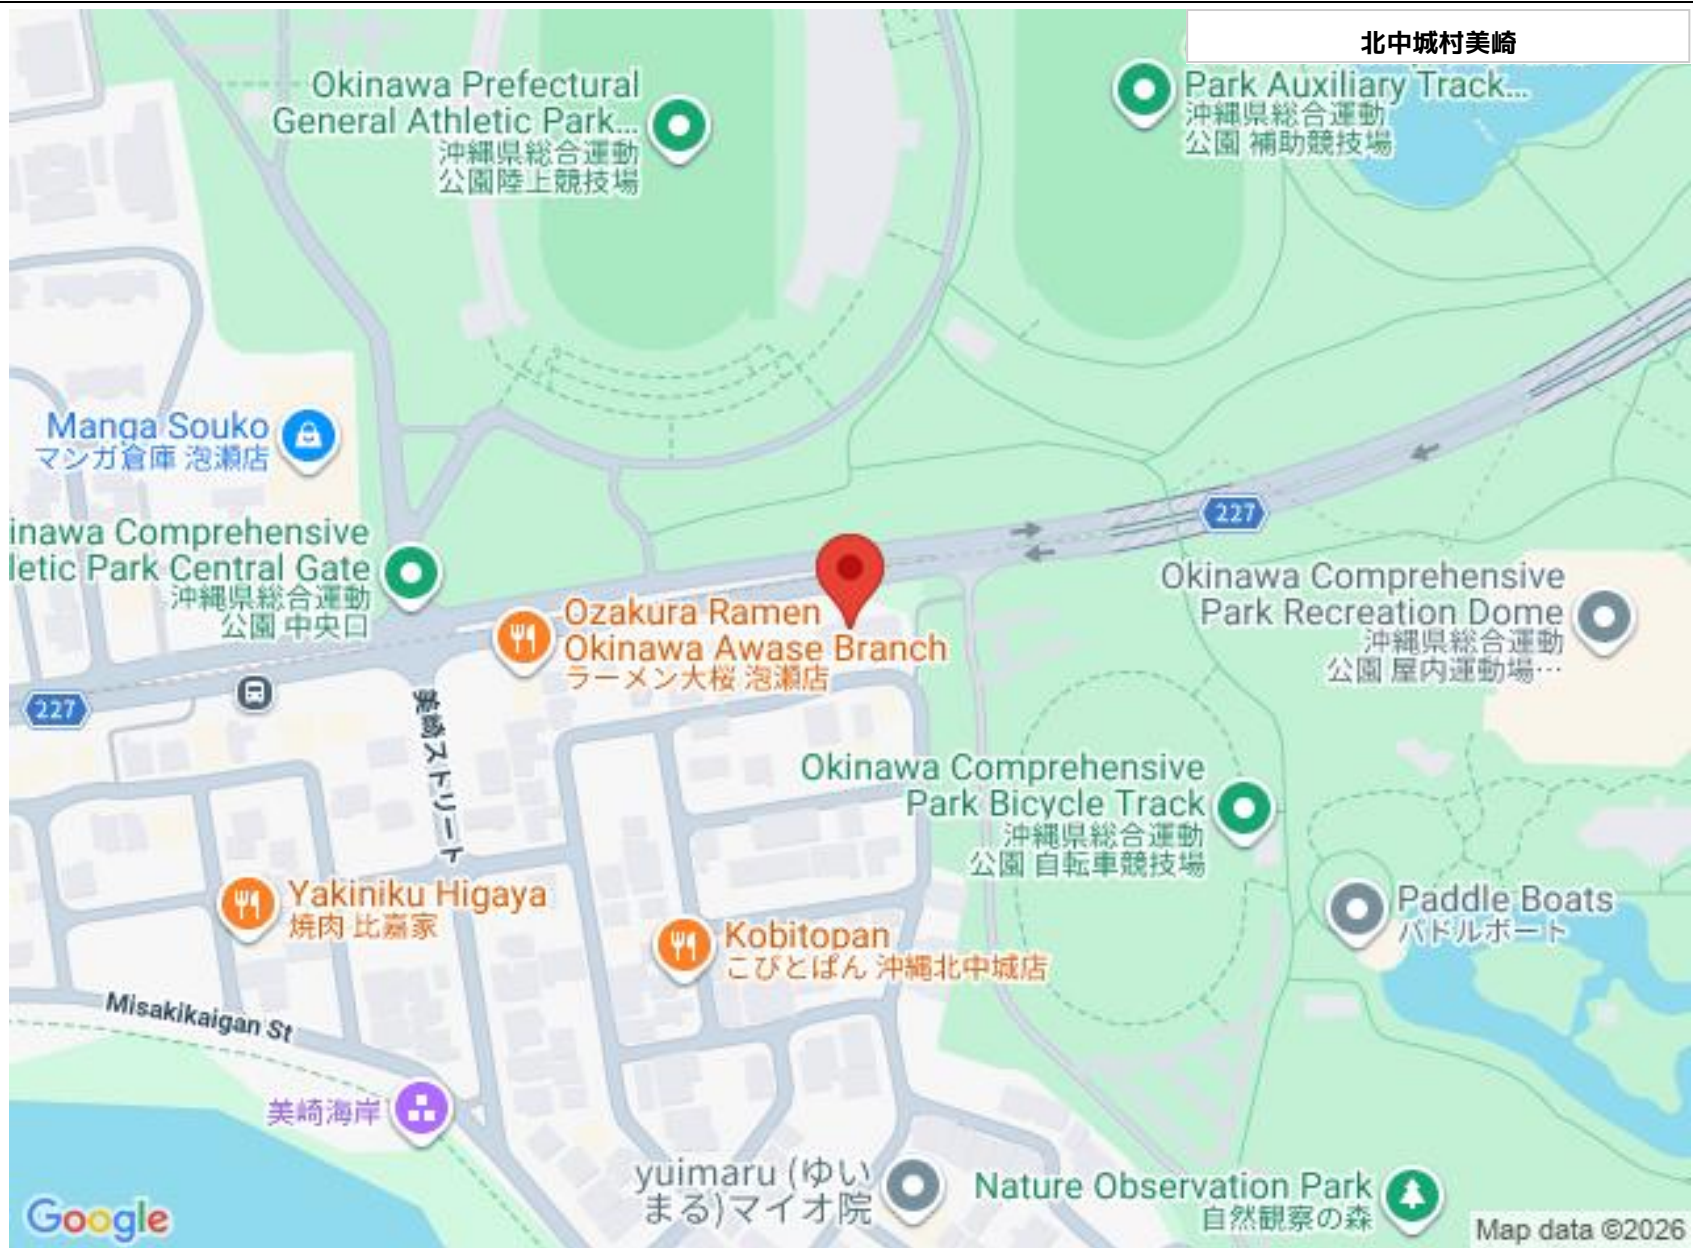 北中城村美崎
Okinawa Prefectural
General Athletic Park...
沖縄県総合運動
公園陸上競技場
Park Auxiliary Track...
沖縄県総合運動
公園 補助競技場
Manga Souko
マンガ倉庫 泡瀬店
inawa Comprehensive
letic Park Central Gate
沖縄県総合運動
公園 中央口
227
Ozakura Ramen
Okinawa Awase Branch
ラーメン大桜 泡瀬店
Okinawa Comprehensive
Park Recreation Dome
沖縄県総合運動
公園 屋内運動場…
227
美崎ストリート
Okinawa Comprehensive
Park Bicycle Track
沖縄県総合運動
公園 自転車競技場
Yakiniku Higaya
焼肉 比嘉家
Kobitopan
こびとぱん 沖縄北中城店
Paddle Boats
パドルボート
Misakikaigan St
美崎海岸
yuimaru (ゆい
まる)マイオ院
Nature Observation Park
自然観察の森
Google
Map data ©2026